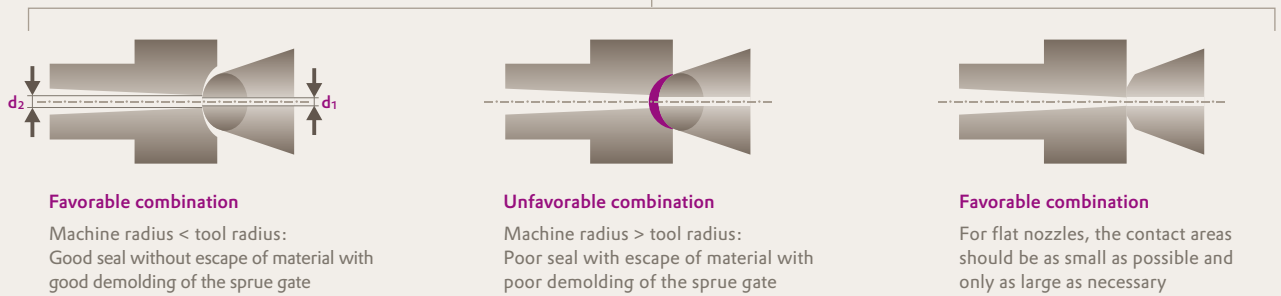 d₂
d₁
Favorable combination
Machine radius < tool radius:
Good seal without escape of material with
good demolding of the sprue gate
Unfavorable combination
Machine radius > tool radius:
Poor seal with escape of material with
poor demolding of the sprue gate
Favorable combination
For flat nozzles, the contact areas
should be as small as possible and
only as large as necessary